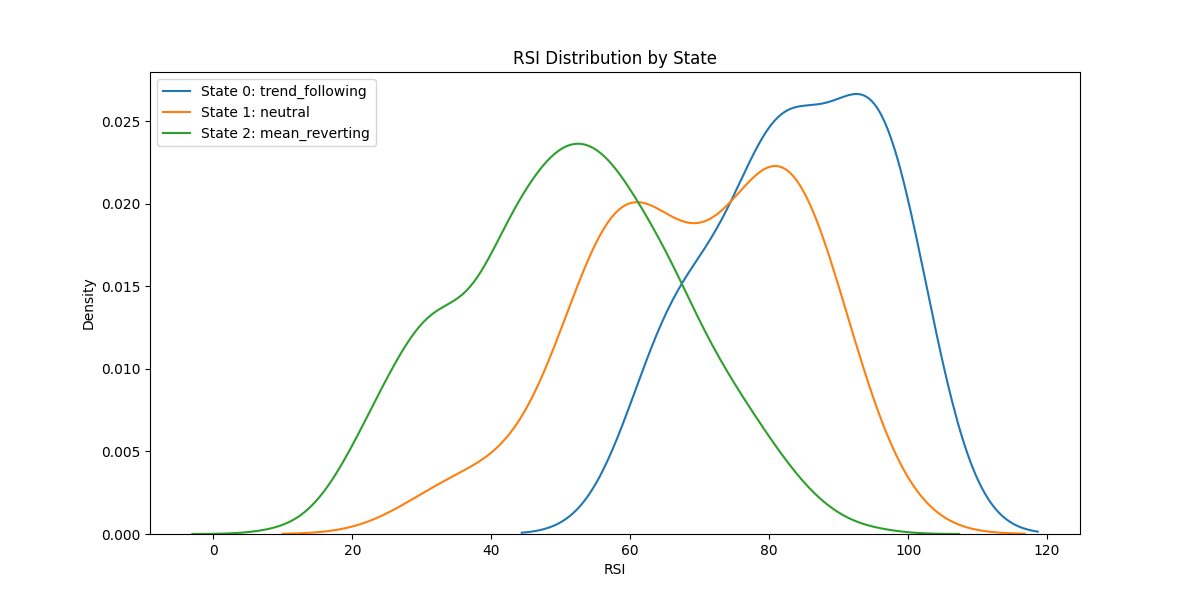 RSI Distribution by State
State 0: trend_following
State 1: neutral
State 2: mean_reverting
Density
0.025
0.020
0.015
0.010
0.005
0.000
0 20 40 60 80 100 120
RSI